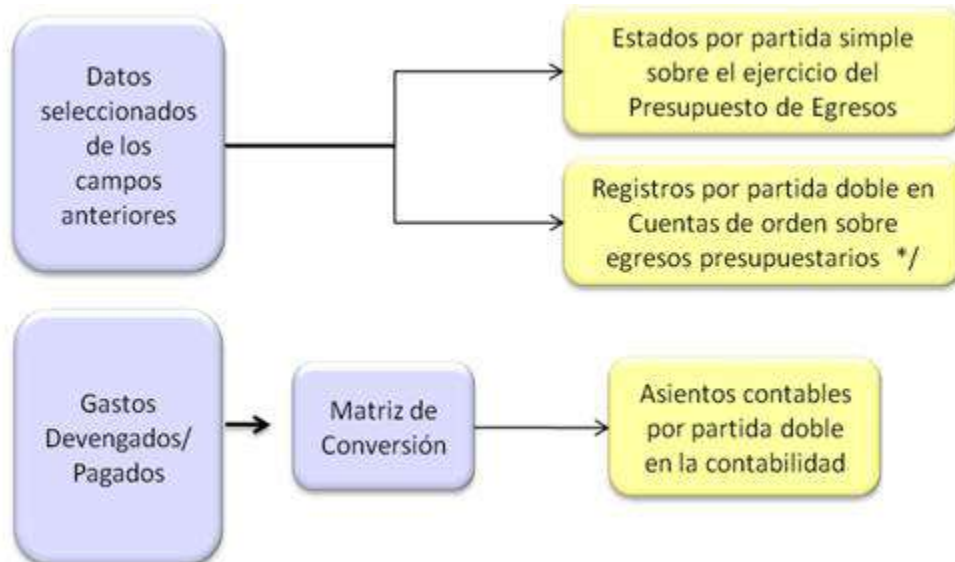 Datos
seleccionados
de los
campos
anteriores
Estados por partida simple
sobre el ejercicio del
Presupuesto de Egresos
Registros por partida doble en
Cuentas de orden sobre
egresos presupuestarios */
Gastos
Devengados/
Pagados
Matriz de
Conversión
Asientos contables
por partida doble
en la contabilidad